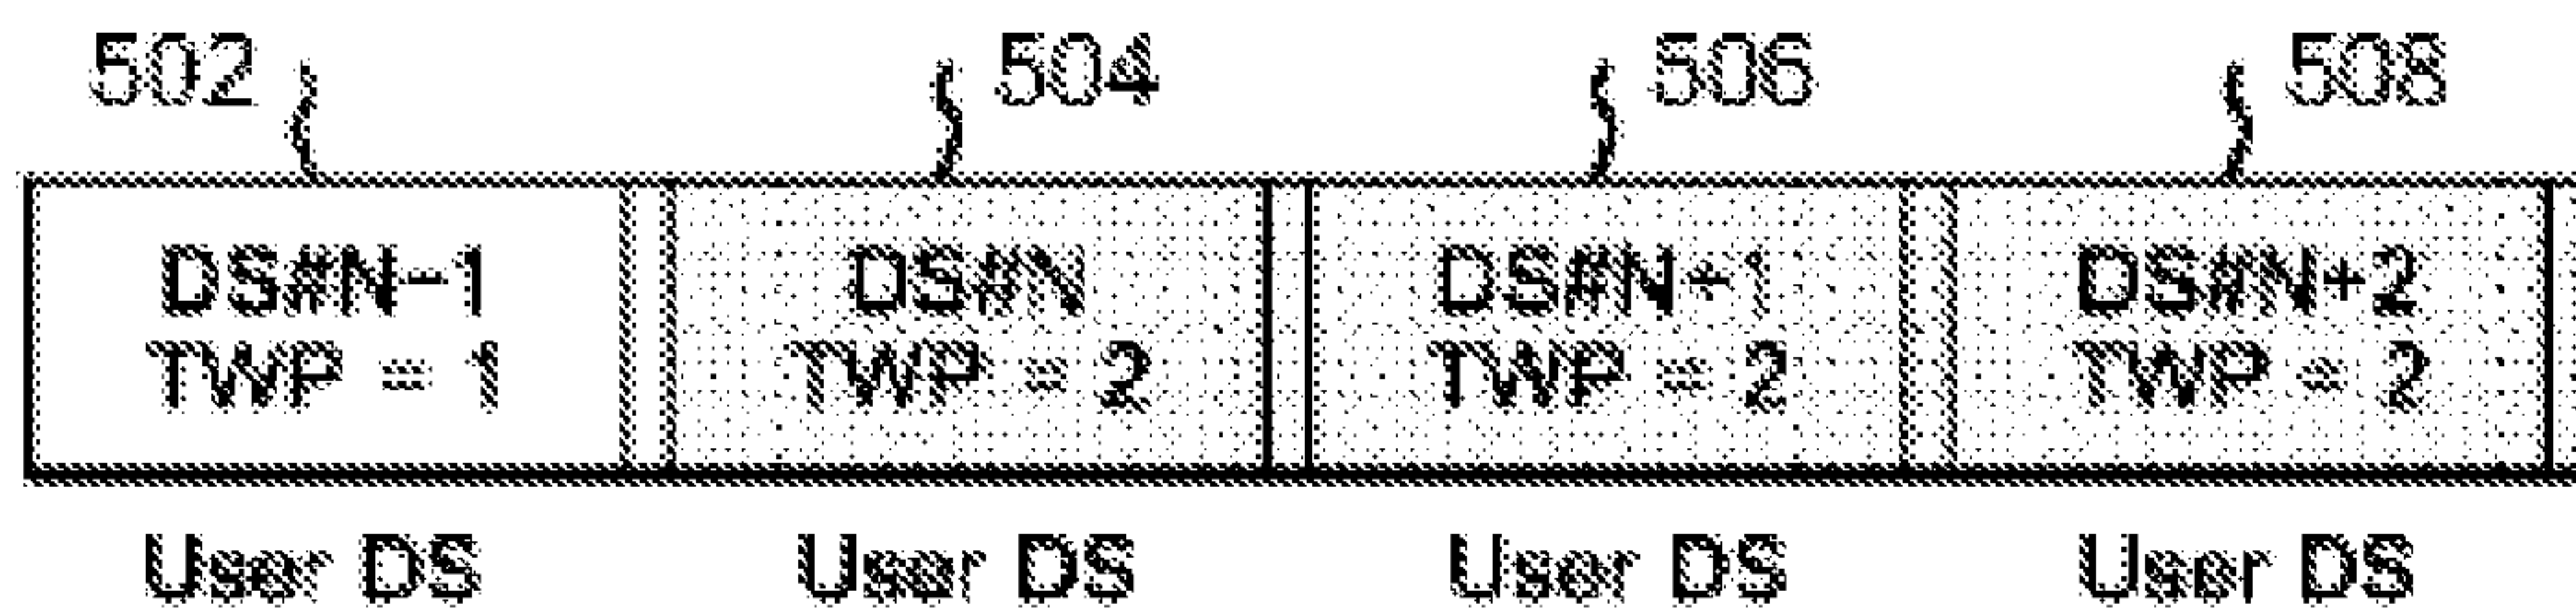 502 504 506 508
DS#N-1 DS#N DS#N+1 DS#N+2
TWP = 1 TWP = 2 TWP = 2 TWP = 2
User DS User DS User DS User DS